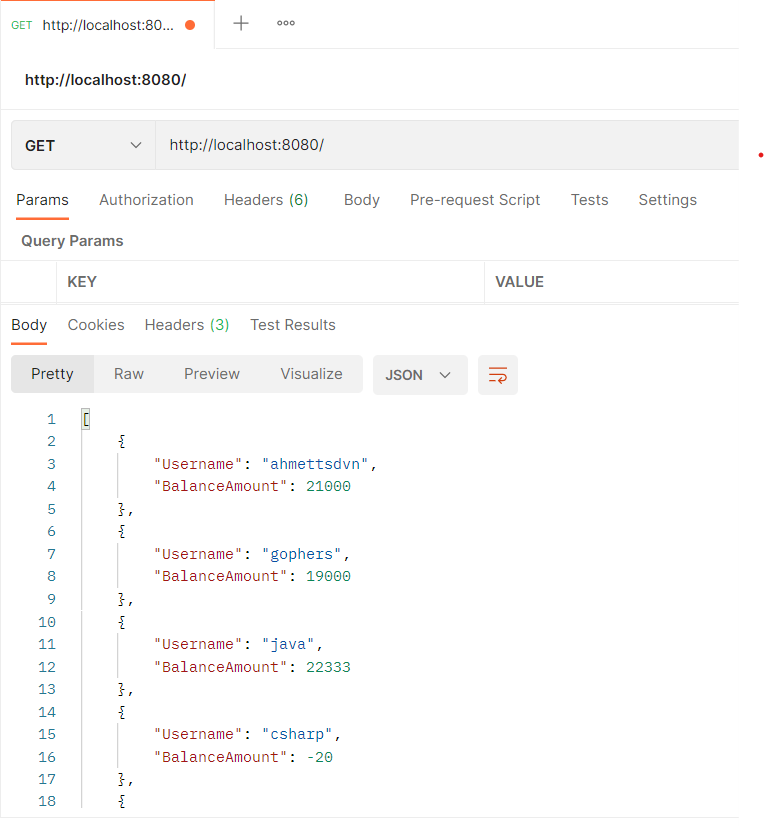 GET http://localhost:80...
http://localhost:8080/
GET http://localhost:8080/
Params Authorization Headers (6) Body Pre-request Script Tests Settings
Query Params
KEY VALUE
Body Cookies Headers (3) Test Results
Pretty Raw Preview Visualize JSON
1 [
2 {
3 "Username": "ahmettsdvn",
4 "BalanceAmount": 21000
5 },
6 {
7 "Username": "gophers",
8 "BalanceAmount": 19000
9 },
10 {
11 "Username": "java",
12 "BalanceAmount": 22333
13 },
14 {
15 "Username": "csharp",
16 "BalanceAmount": -20
17 },
18 {